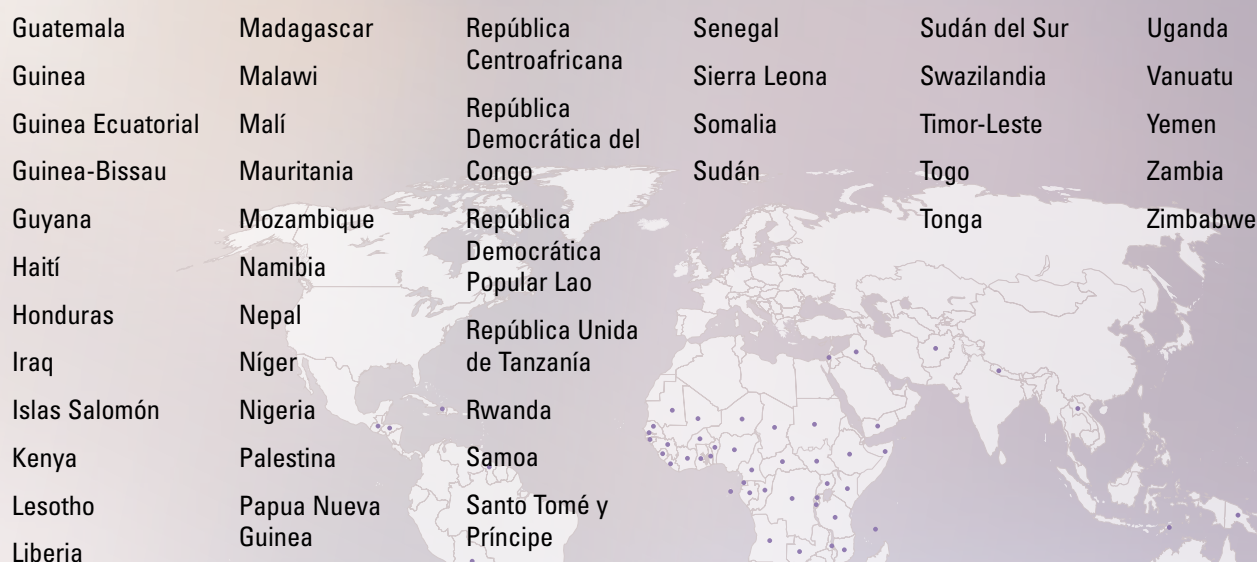 Guatemala
Guinea
Guinea Ecuatorial
Guinea-Bissau
Guyana
Haití
Honduras
Iraq
Islas Salomón
Kenya
Lesotho
Liberia
Madagascar
Malawi
Malí
Mauritania
Mozambique
Namibia
Nepal
Níger
Nigeria
Palestina
Papua Nueva
Guinea
República
Centroafricana
República
Democrática del
Congo
República
Democrática
Popular Lao
República Unida
de Tanzanía
Rwanda
Samoa
Santo Tomé y
Príncipe
Senegal
Sierra Leona
Somalia
Sudán
Sudán del Sur
Swazilandia
Timor-Leste
Togo
Tonga
Uganda
Vanuatu
Yemen
Zambia
Zimbabwe